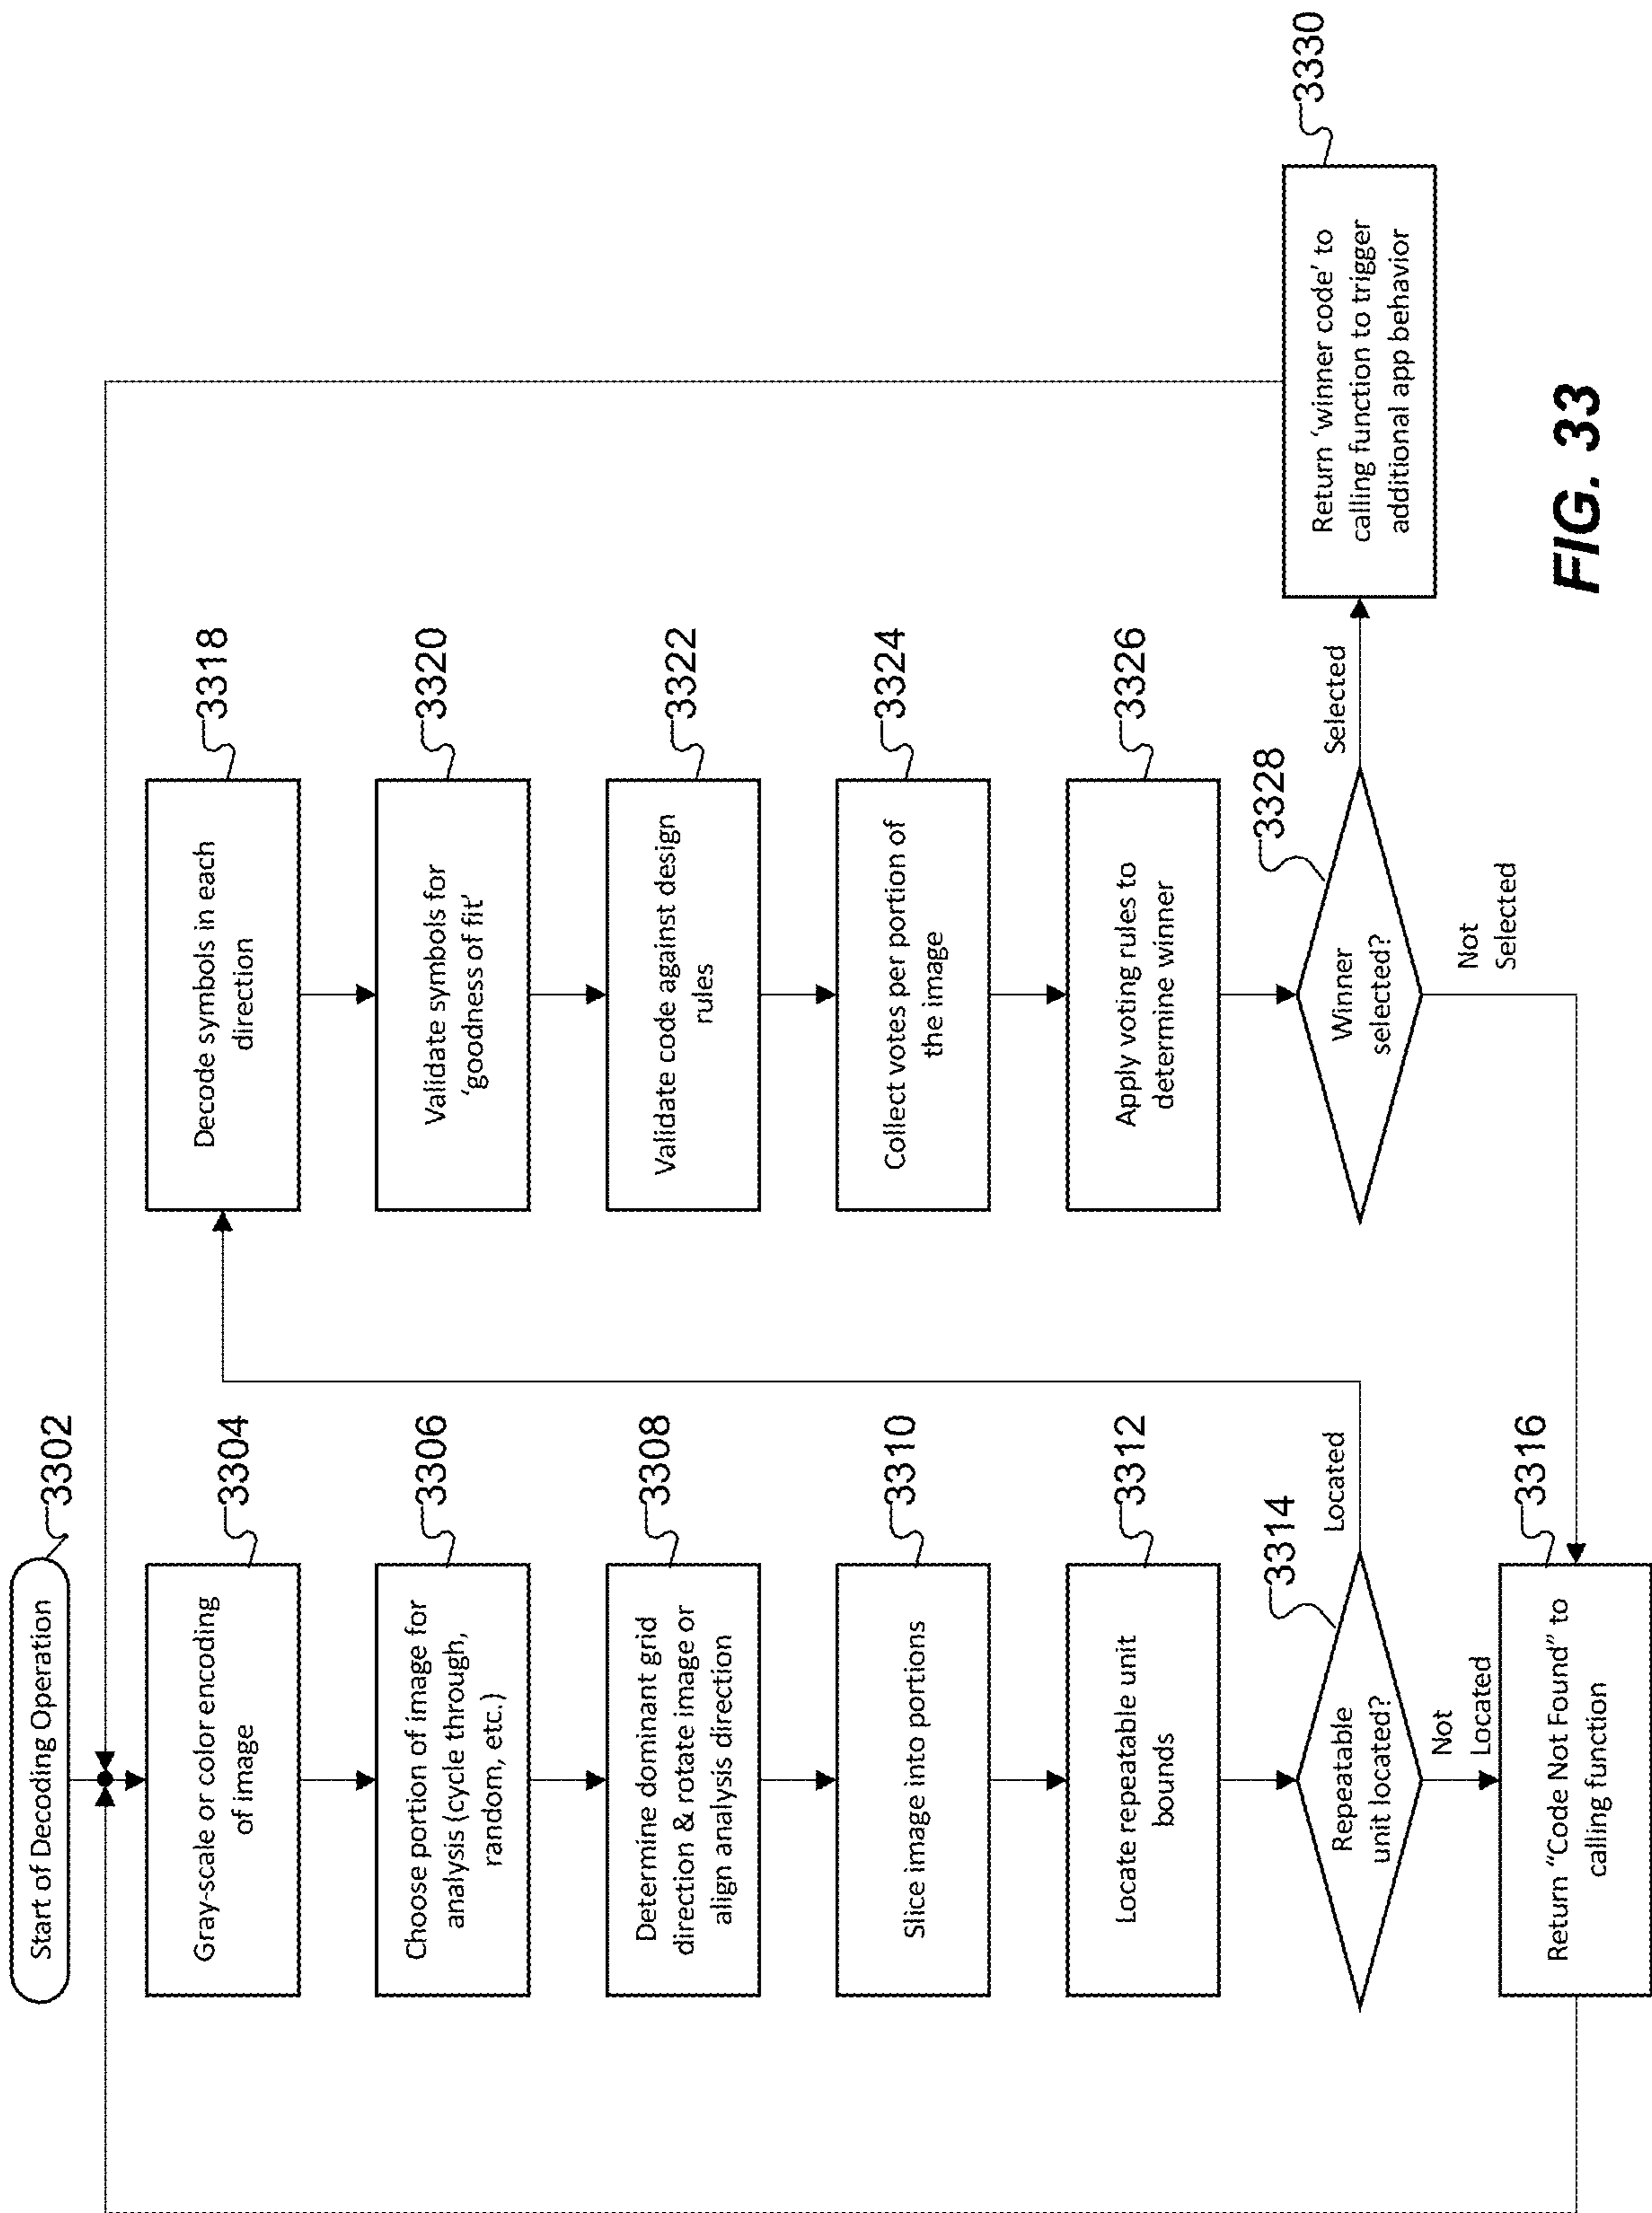 Start of Decoding Operation
3302
Gray-scale or color encoding
of image
3304
Choose portion of image for
analysis (cycle through,
random, etc.)
3306
Determine dominant grid
direction & rotate image or
align analysis direction
3308
Slice image into portions
3310
Locate repeatable unit
bounds
3312
Repeatable
unit located?
3314
Located
Not
Located
Return “Code Not Found” to
calling function
3316
Decode symbols in each
direction
3318
Validate symbols for
‘goodness of fit’
3320
Validate code against design
rules
3322
Collect votes per portion of
the image
3324
Apply voting rules to
determine winner
3326
Winner
selected?
3328
Selected
Not
Selected
Return ‘winner code’ to
calling function to trigger
additional app behavior
3330
FIG. 33